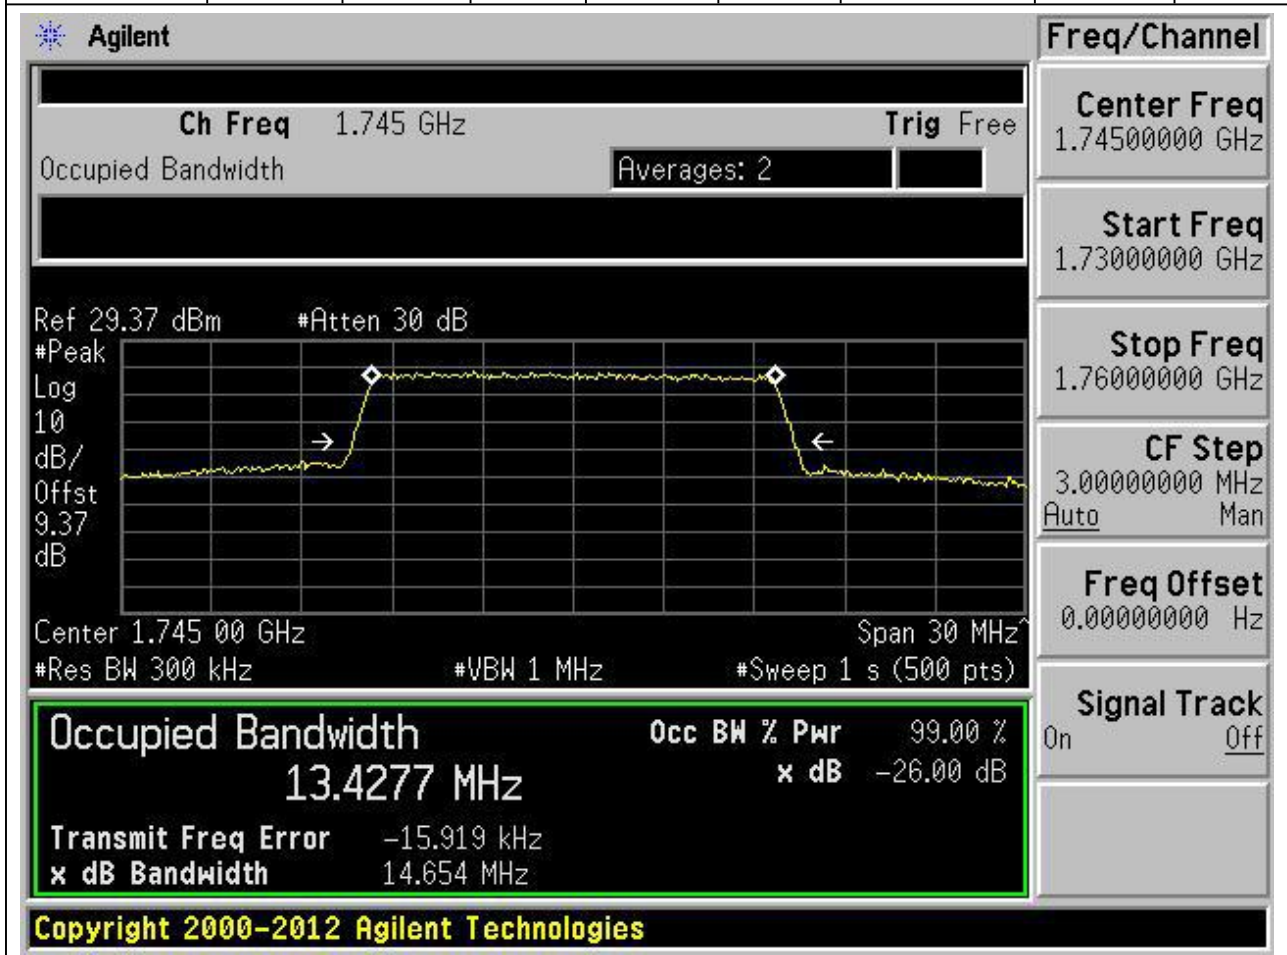 Agilent
Freq/Channel
Ch Freq 1.745 GHz Trig Free
Occupied Bandwidth Averages: 2
Center Freq
1.74500000 GHz
Start Freq
1.73000000 GHz
Stop Freq
1.76000000 GHz
CF Step
3.00000000 MHz
Auto Man
Freq Offset
0.00000000 Hz
Signal Track
On Off
Ref 29.37 dBm #Atten 30 dB
#Peak
Log
10
dB/
Offst
9.37
dB
Center 1.745 00 GHz Span 30 MHz^
#Res BW 300 kHz #VBW 1 MHz #Sweep 1 s (500 pts)
Occupied Bandwidth Occ BW % Pwr 99.00 %
13.4277 MHz x dB -26.00 dB
Transmit Freq Error -15.919 kHz
x dB Bandwidth 14.654 MHz
Copyright 2000-2012 Agilent Technologies